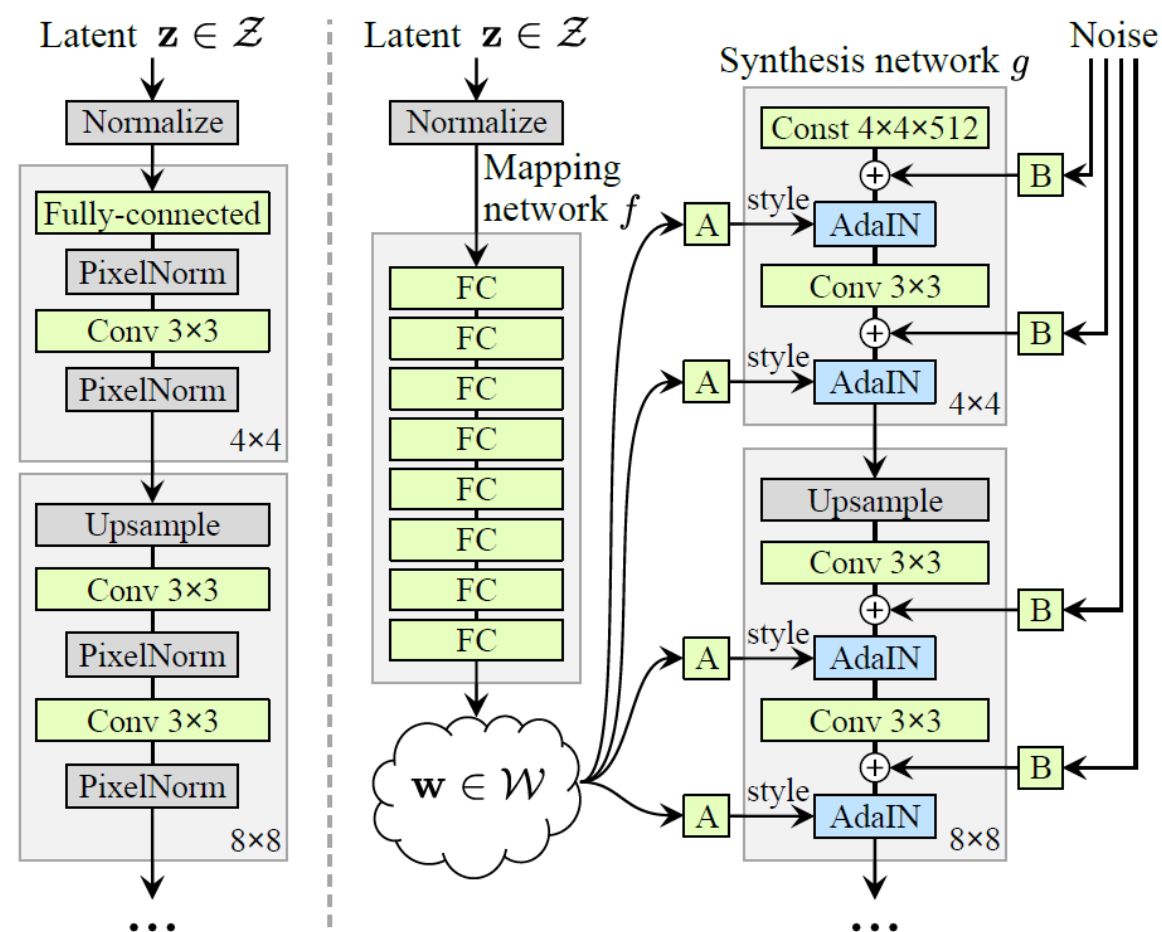 Latent z ∈ 𝒵
Normalize
Fully-connected
PixelNorm
Conv 3×3
PixelNorm
4×4
Upsample
Conv 3×3
PixelNorm
Conv 3×3
PixelNorm
8×8
...
Latent z ∈ 𝒵
Normalize
Mapping
network f
FC
FC
FC
FC
FC
FC
FC
FC
w ∈ 𝒲
A
A
A
A
style
style
style
style
Synthesis network g
Const 4×4×512
AdaIN
Conv 3×3
AdaIN
4×4
Upsample
Conv 3×3
AdaIN
Conv 3×3
AdaIN
8×8
...
Noise
B
B
B
B